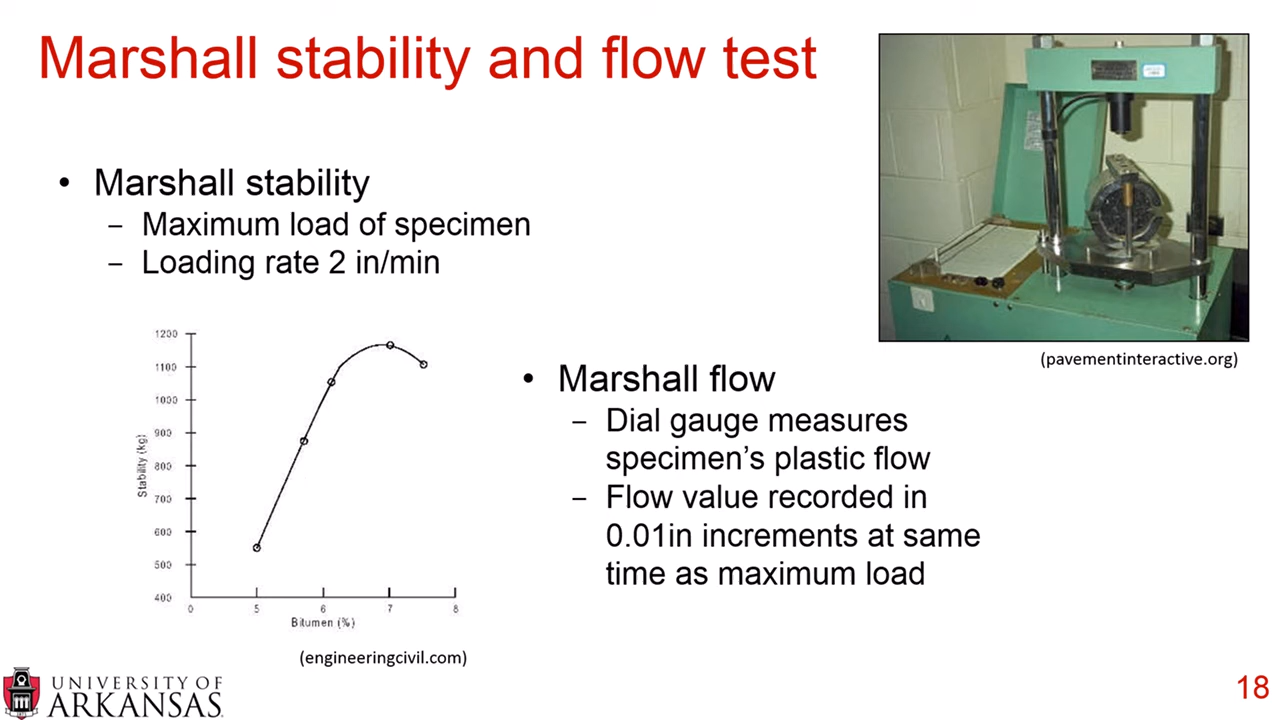 Marshall stability and flow test
• Marshall stability
– Maximum load of specimen
– Loading rate 2 in/min
1200
1100
1000
900
800
700
600
500
400
Stability (kg)
0 5 6 7 8
Bitumen (%)
(engineeringcivil.com)
(pavementinteractive.org)
• Marshall flow
– Dial gauge measures
specimen’s plastic flow
– Flow value recorded in
0.01in increments at same
time as maximum load
UNIVERSITY OF
ARKANSAS
18